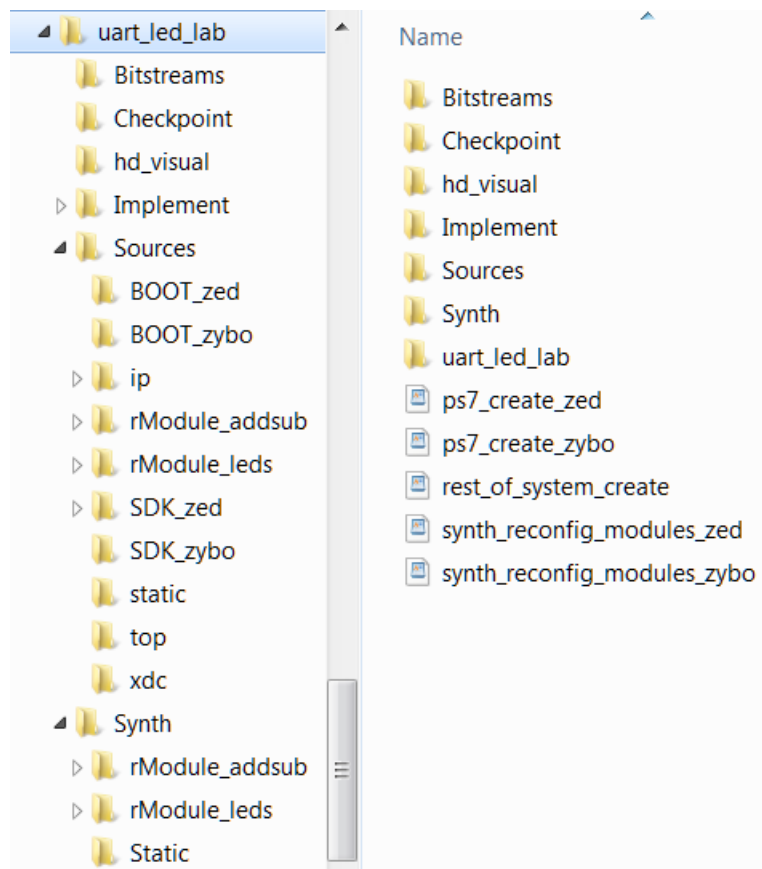 uart_led_lab
Bitstreams
Checkpoint
hd_visual
Implement
Sources
BOOT_zed
BOOT_zybo
ip
rModule_addsub
rModule_leds
SDK_zed
SDK_zybo
static
top
xdc
Synth
rModule_addsub
rModule_leds
Static
Name
Bitstreams
Checkpoint
hd_visual
Implement
Sources
Synth
uart_led_lab
ps7_create_zed
ps7_create_zybo
rest_of_system_create
synth_reconfig_modules_zed
synth_reconfig_modules_zybo